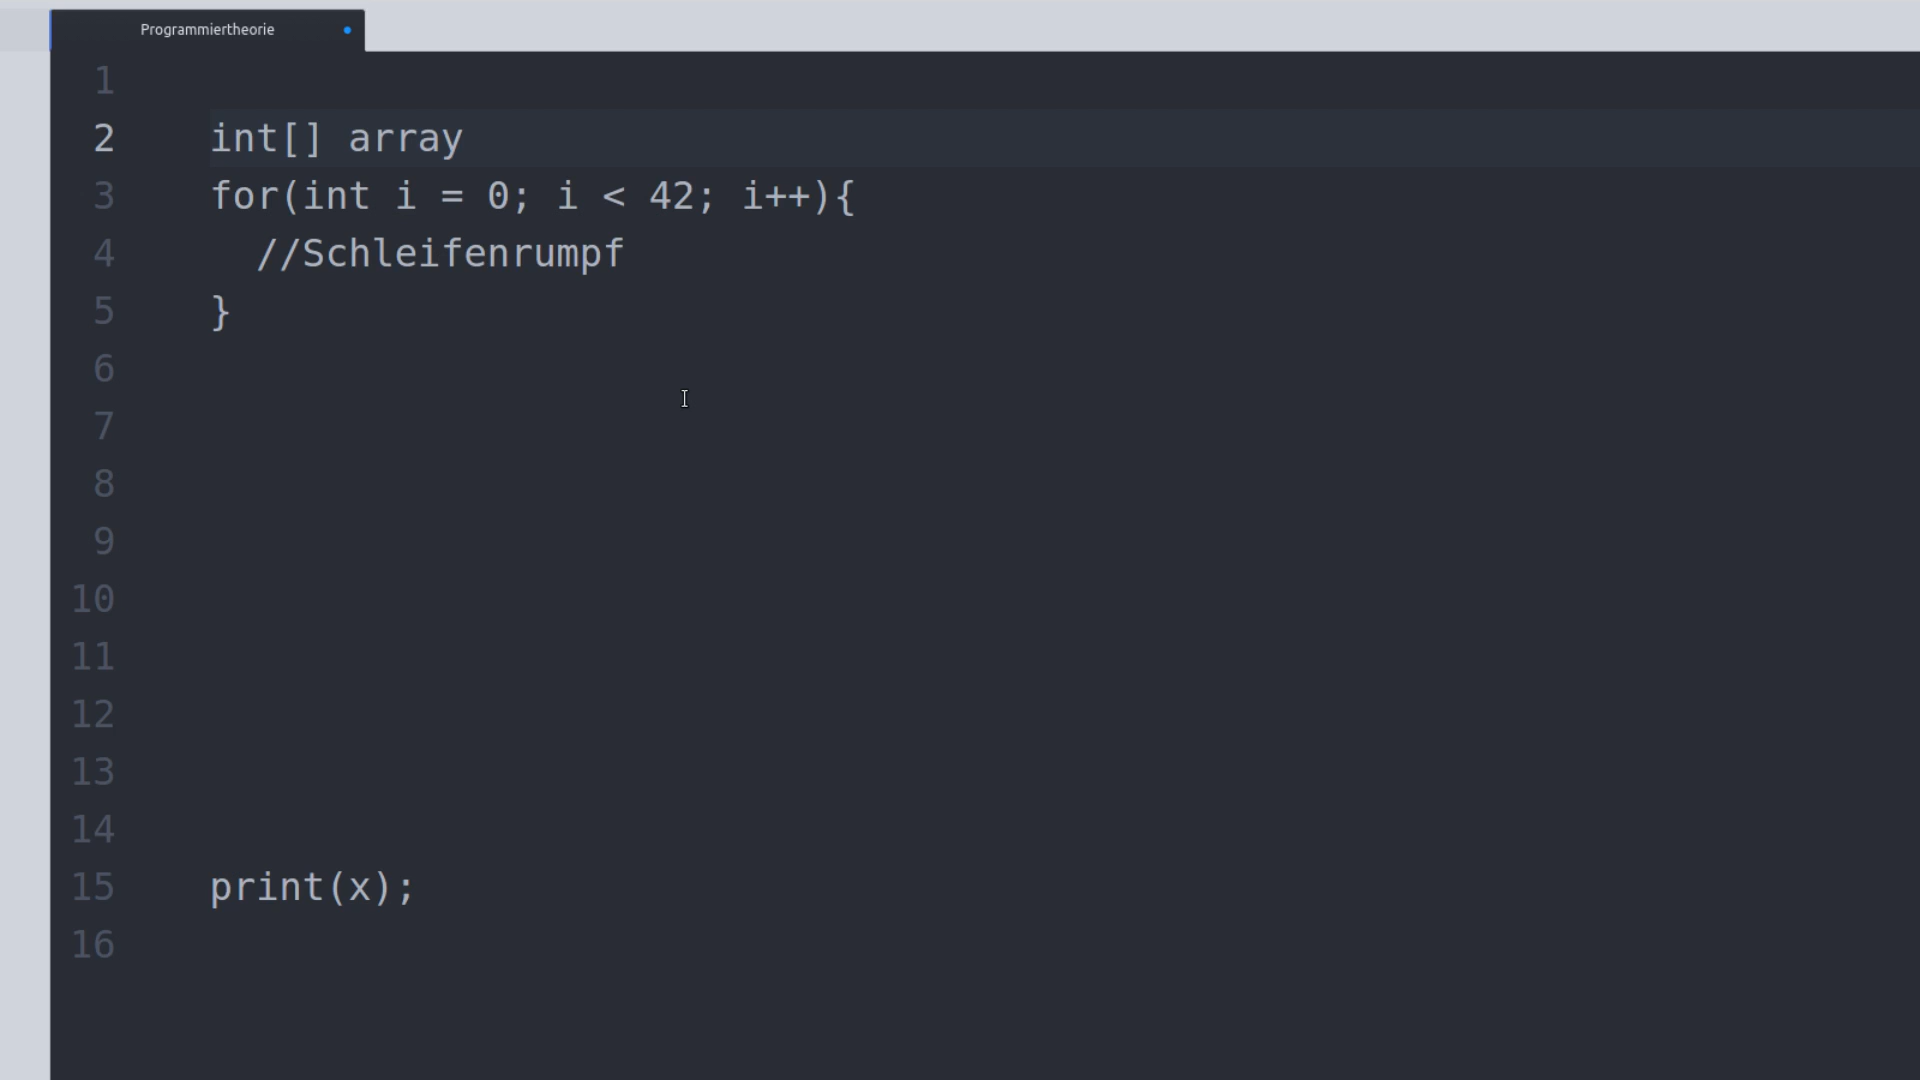 Programmiertheorie
1
2 int[] array
3 for(int i = 0; i < 42; i++){
4 //Schleifenrumpf
5 }
6
7
8
9
10
11
12
13
14
15 print(x);
16